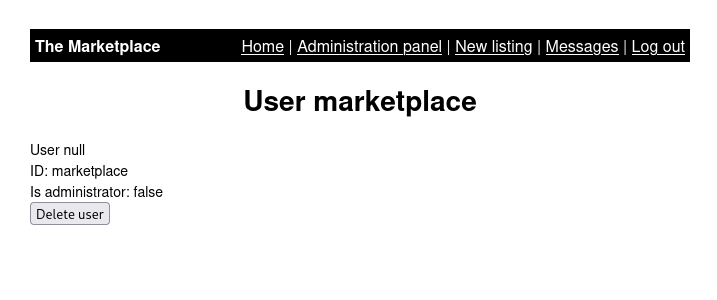 The Marketplace Home | Administration panel | New listing | Messages | Log out
User marketplace
User null
ID: marketplace
Is administrator: false
Delete user